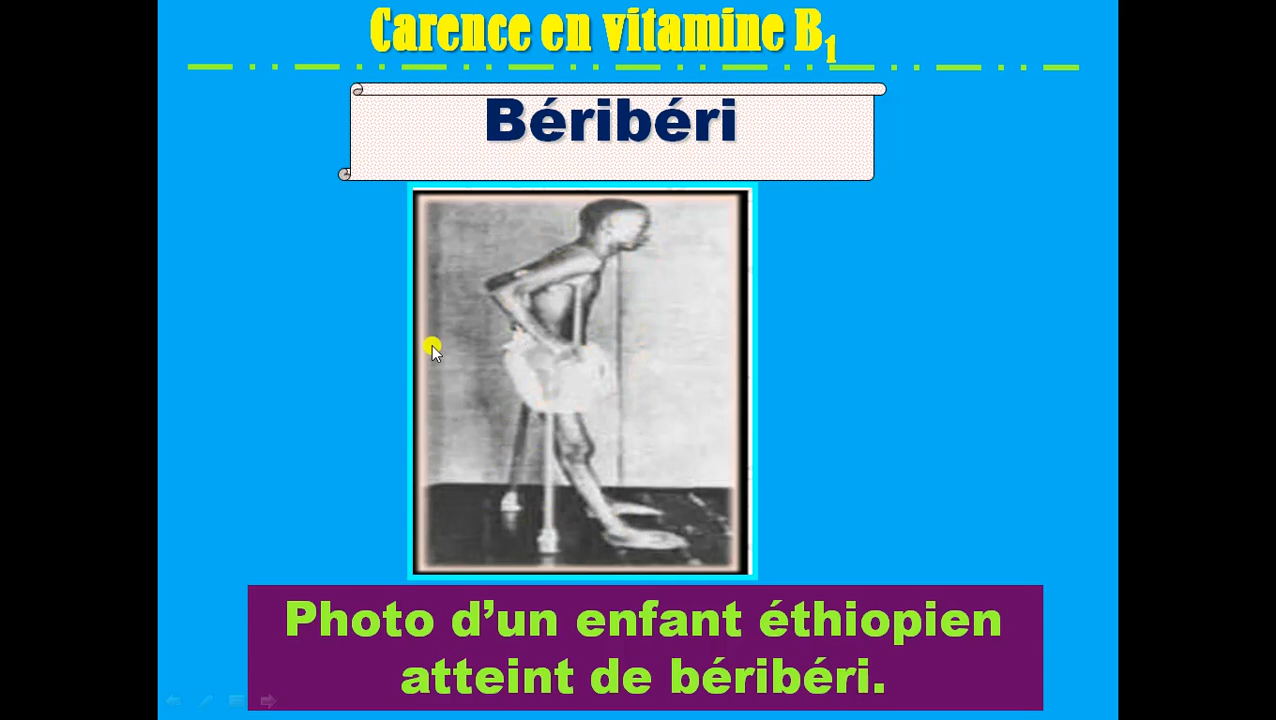 Carence en vitamine B₁
Béribéri
Photo d’un enfant éthiopien
atteint de béribéri.